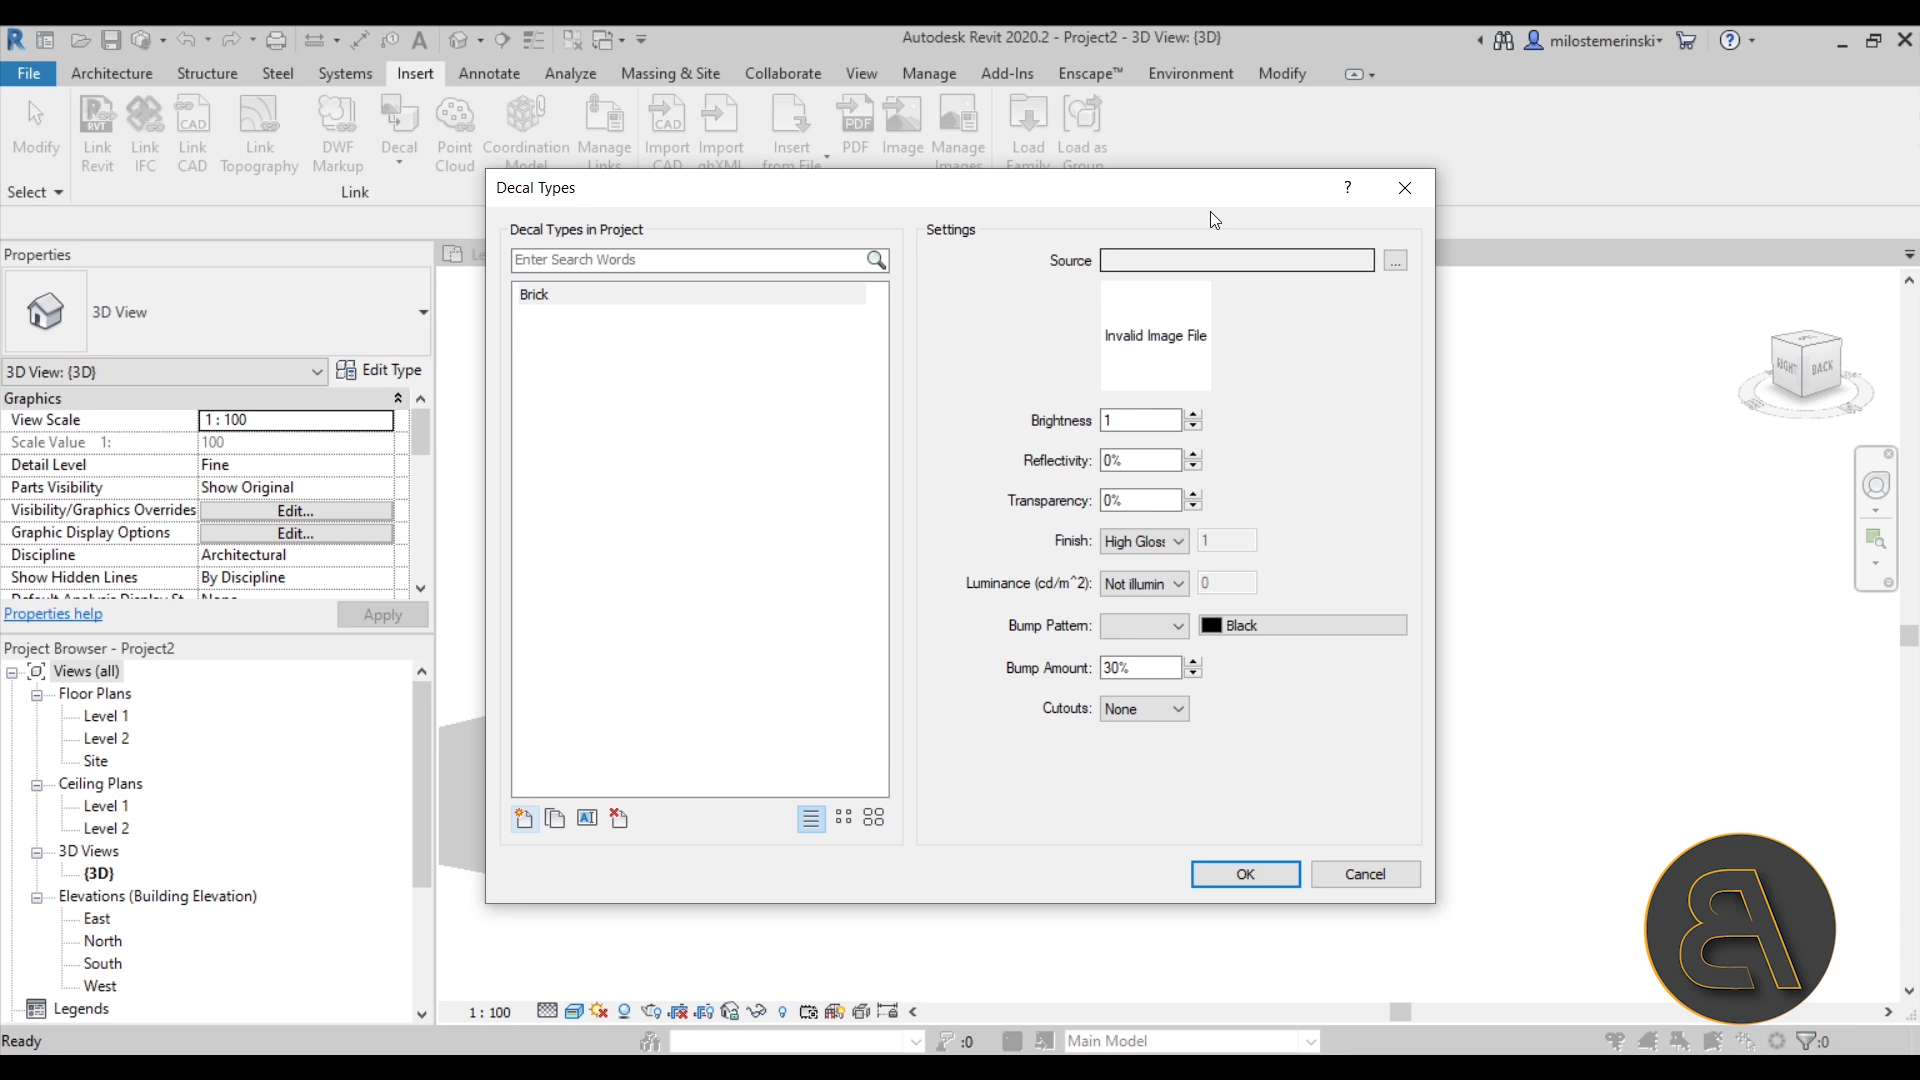 Autodesk Revit 2020.2 - Project2 - 3D View: {3D}
milostemerinski
File Architecture Structure Steel Systems Insert Annotate Analyze Massing & Site Collaborate View Manage Add-Ins Enscape™ Environment Modify
Modify
Link Revit
Link IFC
Link CAD
Link Topography
DWF Markup
Decal
Point Cloud
Coordination Model
Manage Links
Import CAD
Import gbXML
Insert from File
PDF
Image
Manage Images
Load Family
Load as Group
Select
Link
Decal Types
Decal Types in Project
Enter Search Words
Brick
Settings
Source
...
Invalid Image File
Brightness 1
Reflectivity: 0%
Transparency: 0%
Finish: High Glos 1
Luminance (cd/m^2): Not illumin 0
Bump Pattern: Black
Bump Amount: 30%
Cutouts: None
OK Cancel
Properties
3D View
3D View: {3D} Edit Type
Graphics
View Scale 1 : 100
Scale Value 1: 100
Detail Level Fine
Parts Visibility Show Original
Visibility/Graphics Overrides Edit...
Graphic Display Options Edit...
Discipline Architectural
Show Hidden Lines By Discipline
Default Analysis Display St... None
Properties help Apply
Project Browser - Project2
Views (all)
Floor Plans
Level 1
Level 2
Site
Ceiling Plans
Level 1
Level 2
3D Views
{3D}
Elevations (Building Elevation)
East
North
South
West
Legends
RIGHT BACK
1 : 100
Ready
:0
Main Model
:0